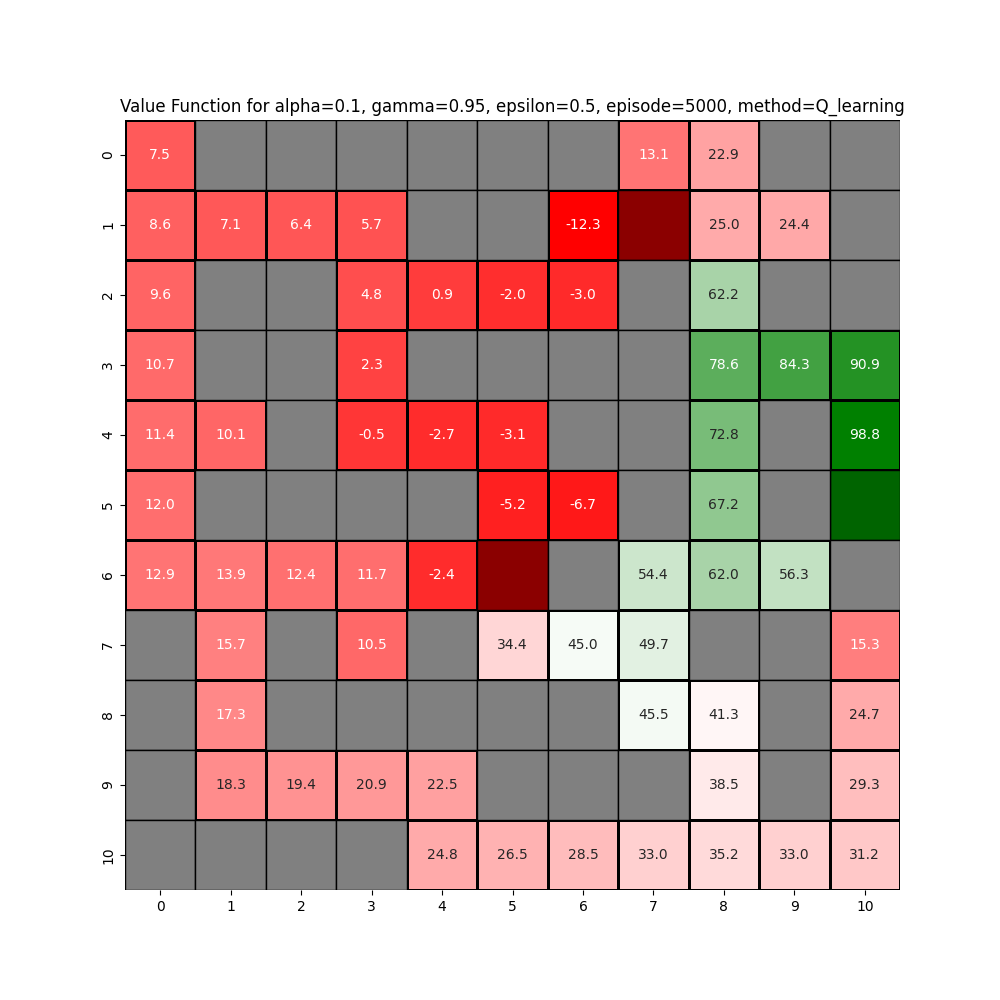 Value Function for alpha=0.1, gamma=0.95, epsilon=0.5, episode=5000, method=Q_learning
0 7.5 13.1 22.9
1 8.6 7.1 6.4 5.7 -12.3 25.0 24.4
2 9.6 4.8 0.9 -2.0 -3.0 62.2
3 10.7 2.3 78.6 84.3 90.9
4 11.4 10.1 -0.5 -2.7 -3.1 72.8 98.8
5 12.0 -5.2 -6.7 67.2
6 12.9 13.9 12.4 11.7 -2.4 54.4 62.0 56.3
7 15.7 10.5 34.4 45.0 49.7 15.3
8 17.3 45.5 41.3 24.7
9 18.3 19.4 20.9 22.5 38.5 29.3
10 24.8 26.5 28.5 33.0 35.2 33.0 31.2
0 1 2 3 4 5 6 7 8 9 10